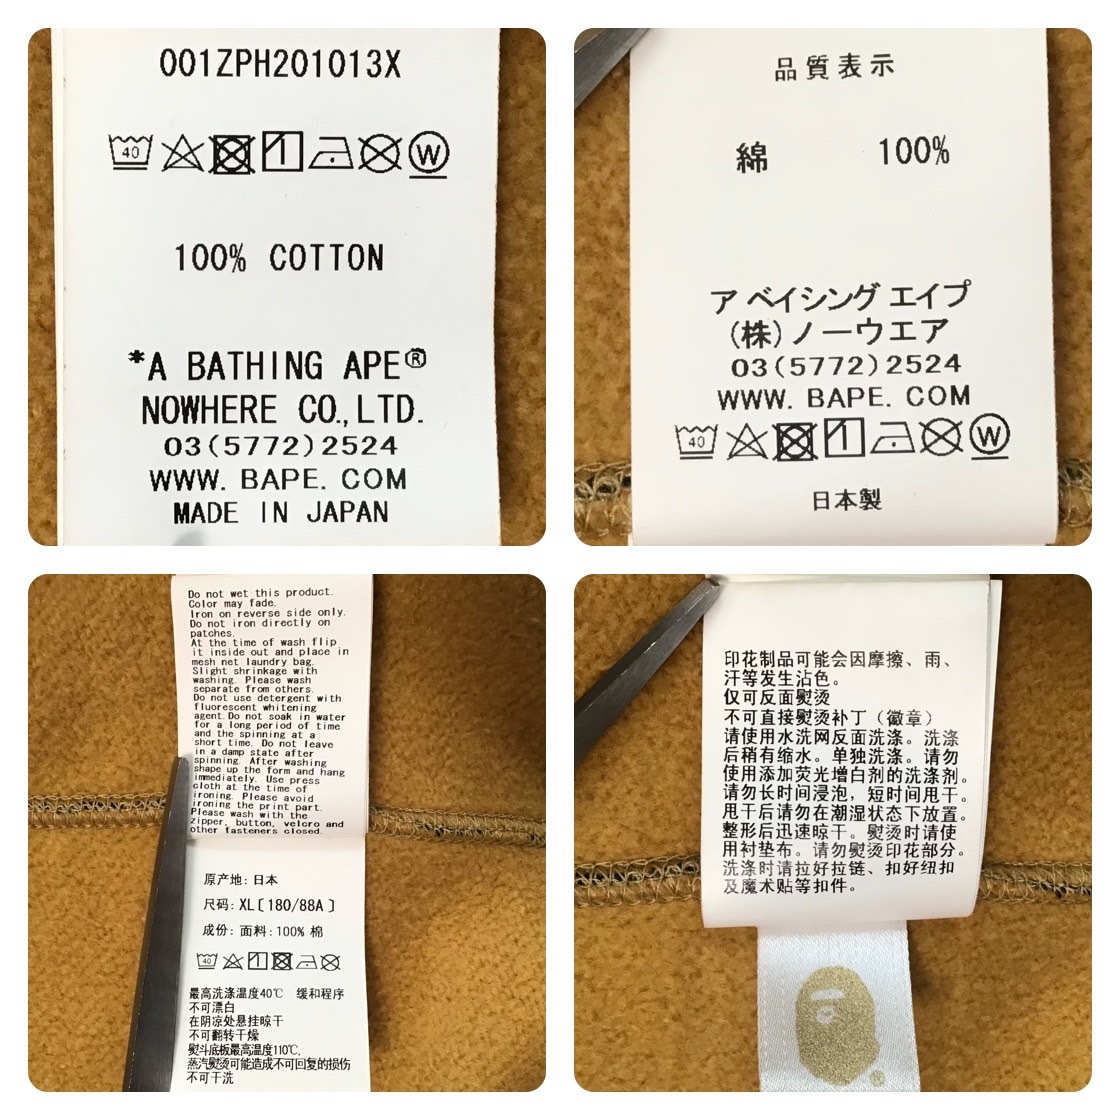 001ZPH201013X
40 W
100% COTTON
*A BATHING APE®
NOWHERE CO.,LTD.
03(5772)2524
WWW. BAPE. COM
MADE IN JAPAN
品質表示
綿 100%
ア ベイシング エイプ
(株)ノーウエア
03(5772)2524
WWW. BAPE. COM
40 W
日本製
Do not wet this product.
Color may fade.
Iron on reverse side only.
Do not iron directly on
patches.
At the time of wash flip
it inside out and place in
mesh net laundry bag.
Slight shrinkage with
washing. Please wash
separate from others.
Do not use detergent with
fluorescent whitening
agent.Do not soak in water
for a long period of time
and the spinning at a
short time. Do not leave
in a damp state after
spinning. After washing
shape up the form and hang
immediately. Use press
cloth at the time of
ironing. Please avoid
ironing the print part.
Please wash with the
zipper, button, velcro and
other fasteners closed.
原产地: 日本
尺码: XL〔180/88A〕
成份: 面料: 100% 棉
40
最高洗涤温度40℃ 缓和程序
不可漂白
在阴凉处悬挂晾干
不可翻转干燥
熨斗底板最高温度110℃,
蒸汽熨烫可能造成不可回复的损伤
不可干洗
印花制品可能会因摩擦、雨、
汗等发生沾色。
仅可反面熨烫
不可直接熨烫补丁（徽章）
请使用水洗网反面洗涤。洗涤
后稍有缩水。单独洗涤。请勿
使用添加荧光增白剂的洗涤剂。
请勿长时间浸泡，短时间甩干。
甩干后请勿在潮湿状态下放置。
整形后迅速晾干。熨烫时请使
用衬垫布。请勿熨烫印花部分。
洗涤时请拉好拉链、扣好纽扣
及魔术贴等扣件。
®